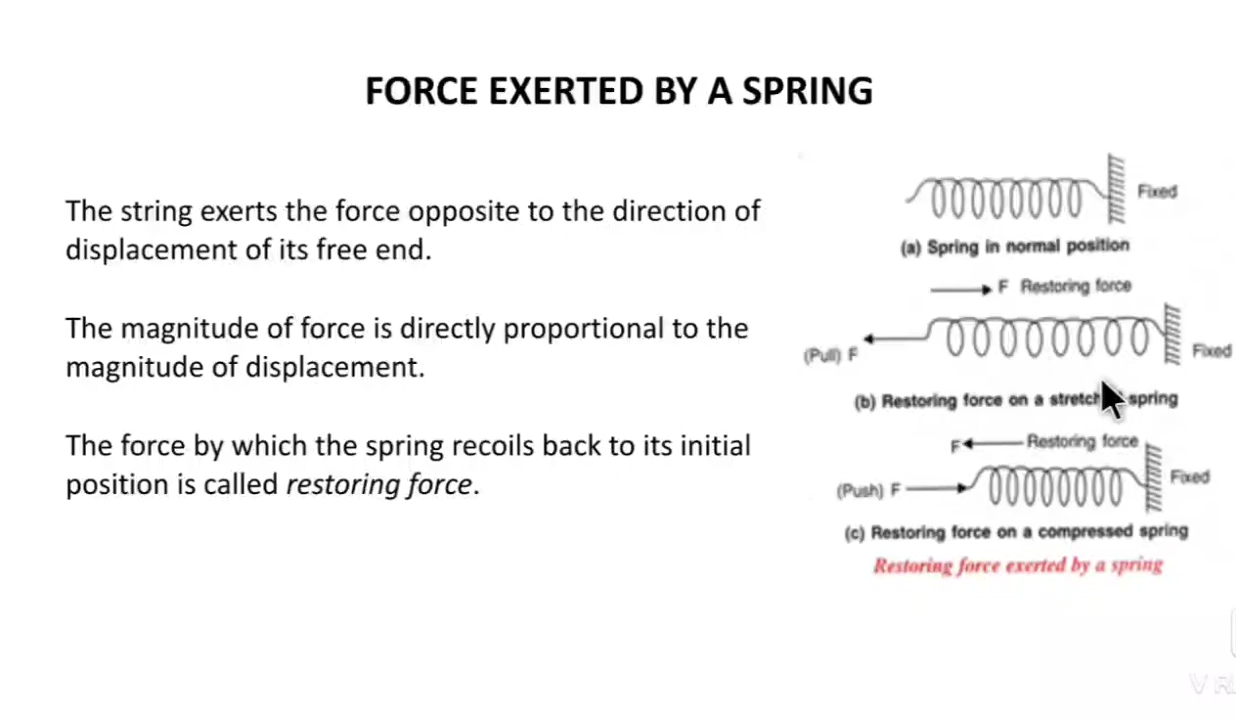 FORCE EXERTED BY A SPRING
The string exerts the force opposite to the direction of
displacement of its free end.
The magnitude of force is directly proportional to the
magnitude of displacement.
The force by which the spring recoils back to its initial
position is called restoring force.
Fixed
(a) Spring in normal position
F Restoring force
(Pull) F
Fixed
(b) Restoring force on a spring
F Restoring force
(Push) F
Fixed
(c) Restoring force on a compressed spring
Restoring force exerted by a spring